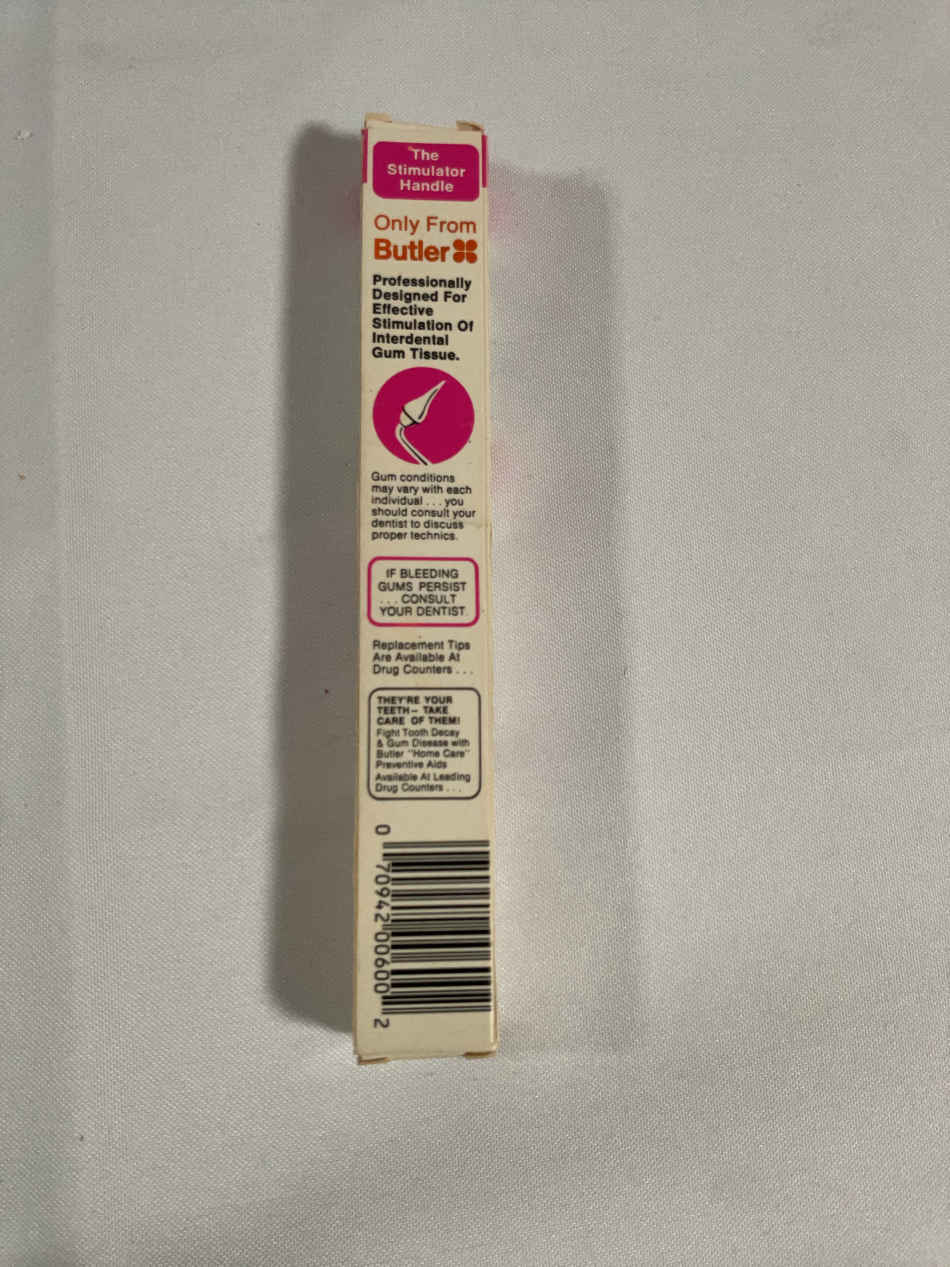 The
Stimulator
Handle
Only From
Butler
Professionally
Designed For
Effective
Stimulation Of
Interdental
Gum Tissue.
Gum conditions
may vary with each
individual . . . you
should consult your
dentist to discuss
proper technics.
IF BLEEDING
GUMS PERSIST
. . . CONSULT
YOUR DENTIST.
Replacement Tips
Are Available At
Drug Counters . . .
THEY'RE YOUR
TEETH – TAKE
CARE OF THEM!
Fight Tooth Decay
& Gum Disease with
Butler "Home Care"
Preventive Aids
Available At Leading
Drug Counters . . .
0 70942 00600 2